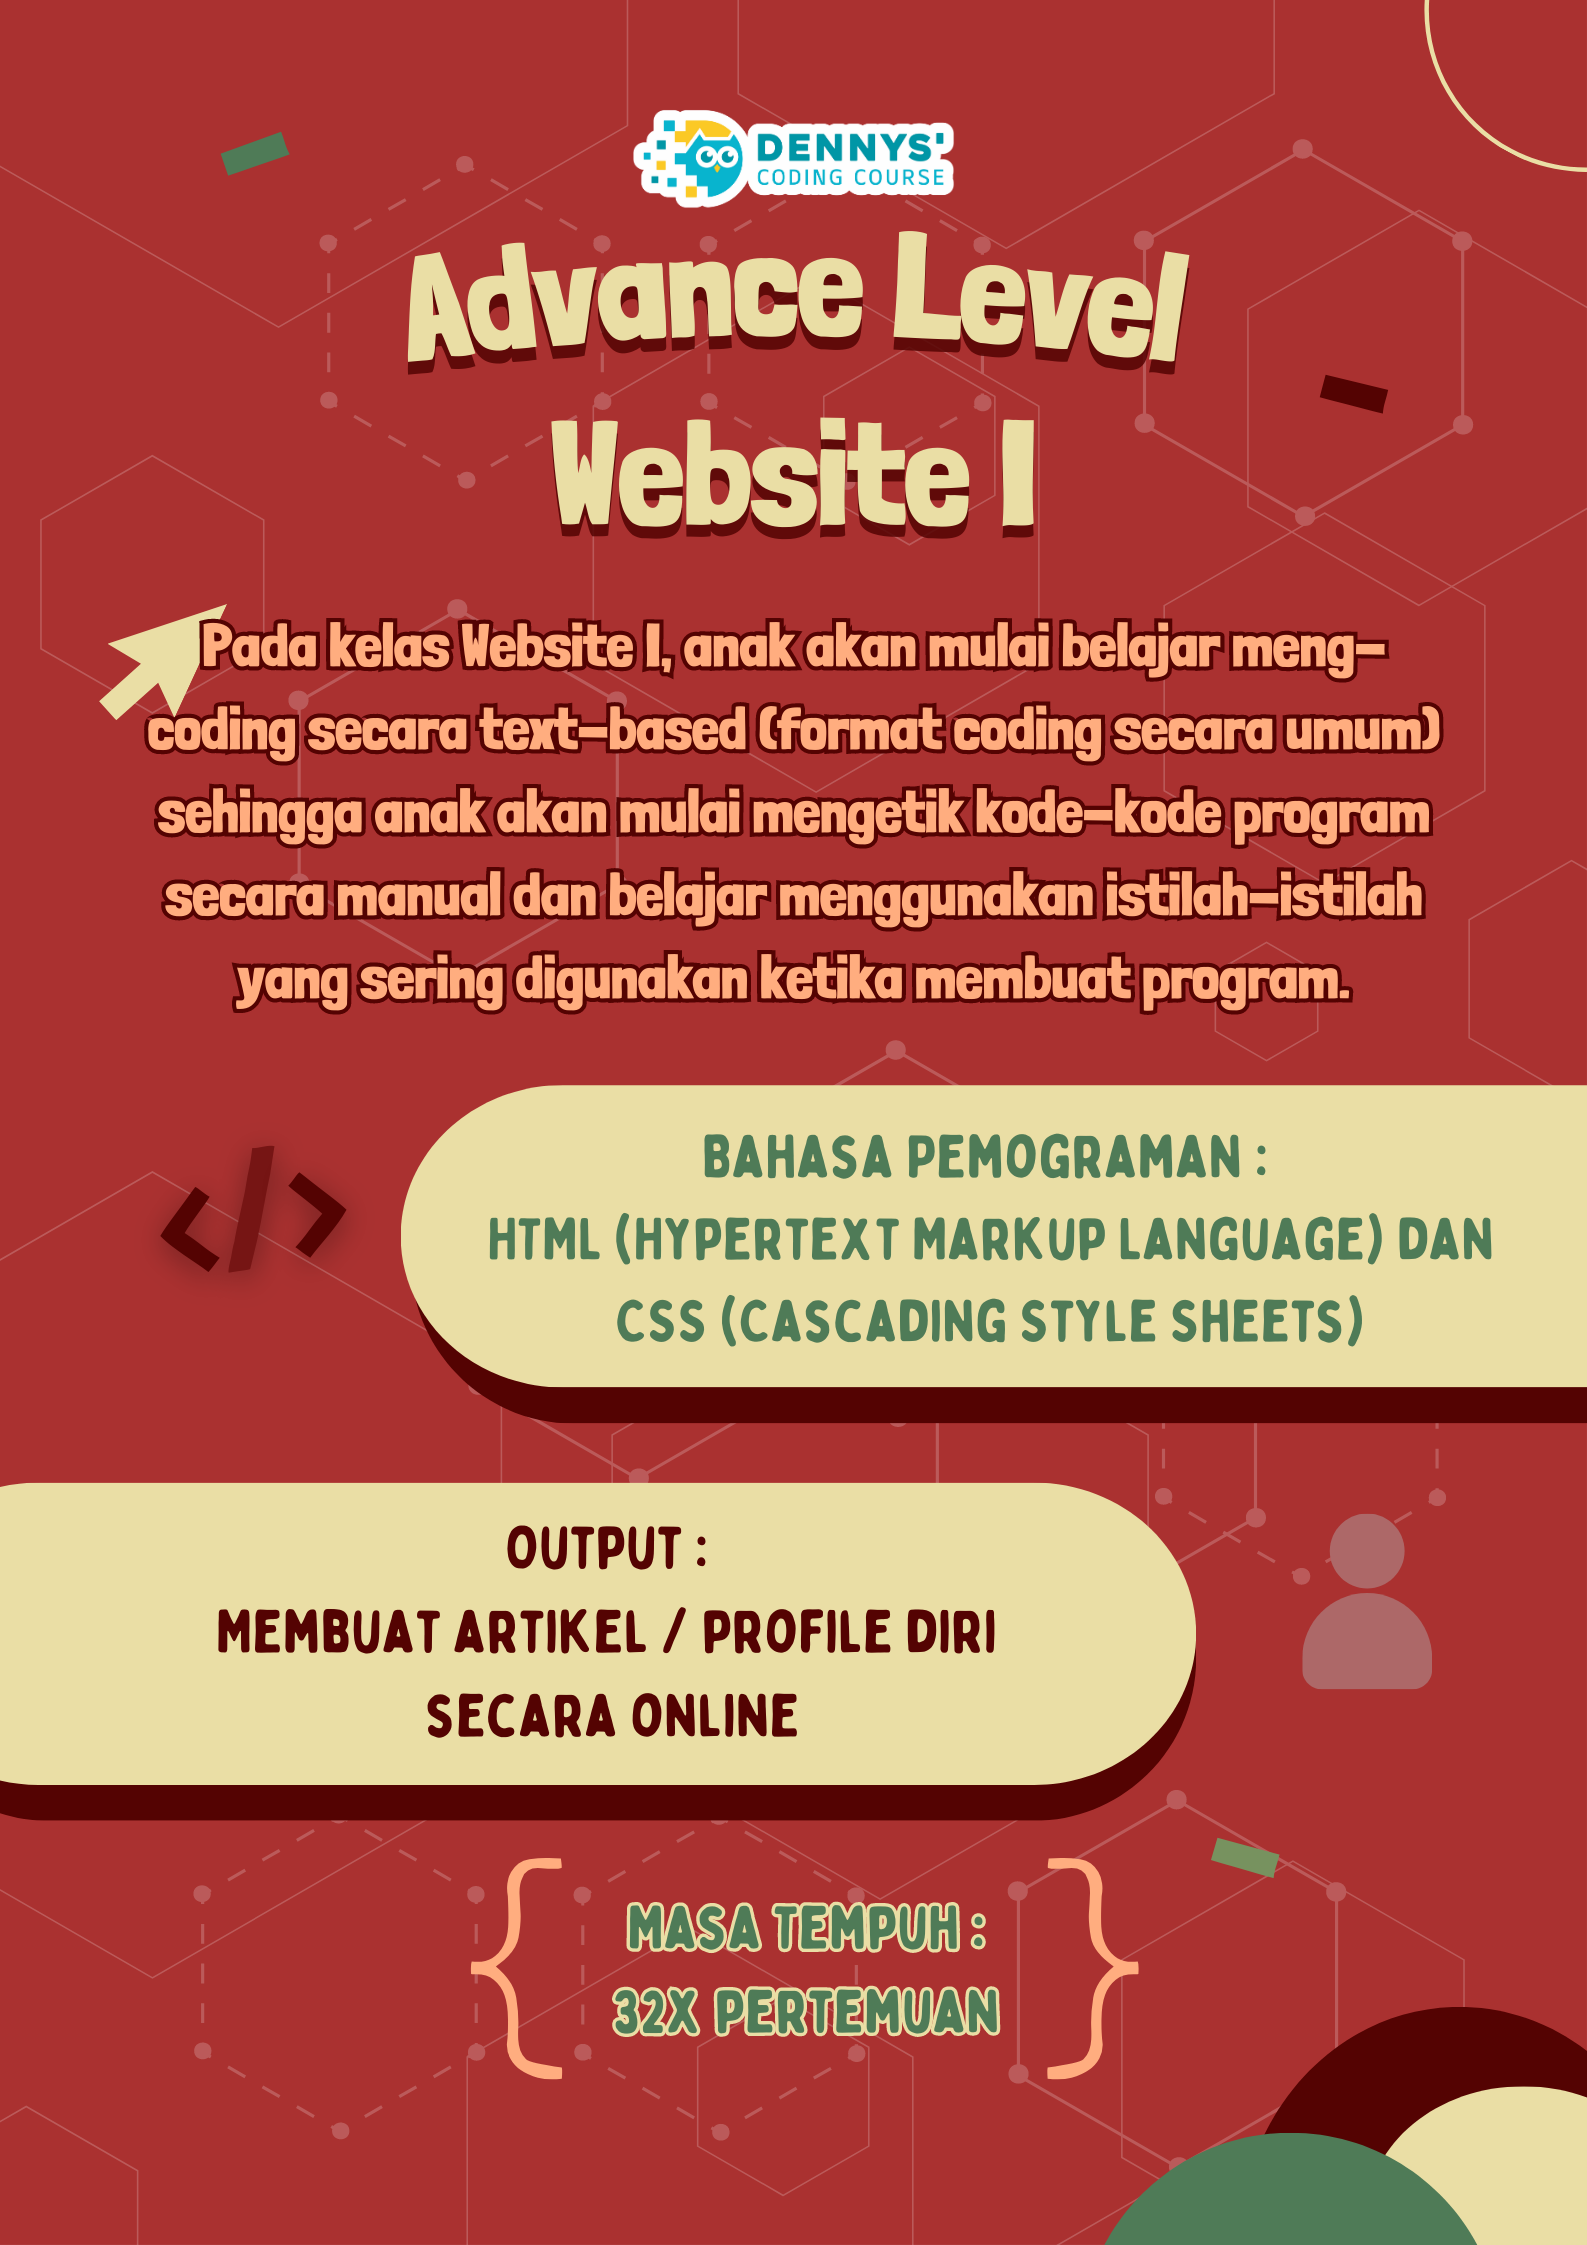 DENNYS'
CODING COURSE
Advance Level
Website I
Pada kelas Website I, anak akan mulai belajar meng-
coding secara text-based (format coding secara umum)
sehingga anak akan mulai mengetik kode-kode program
secara manual dan belajar menggunakan istilah-istilah
yang sering digunakan ketika membuat program.
</>
BAHASA PEMOGRAMAN :
HTML (HYPERTEXT MARKUP LANGUAGE) DAN
CSS (CASCADING STYLE SHEETS)
OUTPUT :
MEMBUAT ARTIKEL / PROFILE DIRI
SECARA ONLINE
{ MASA TEMPUH :
32X PERTEMUAN }